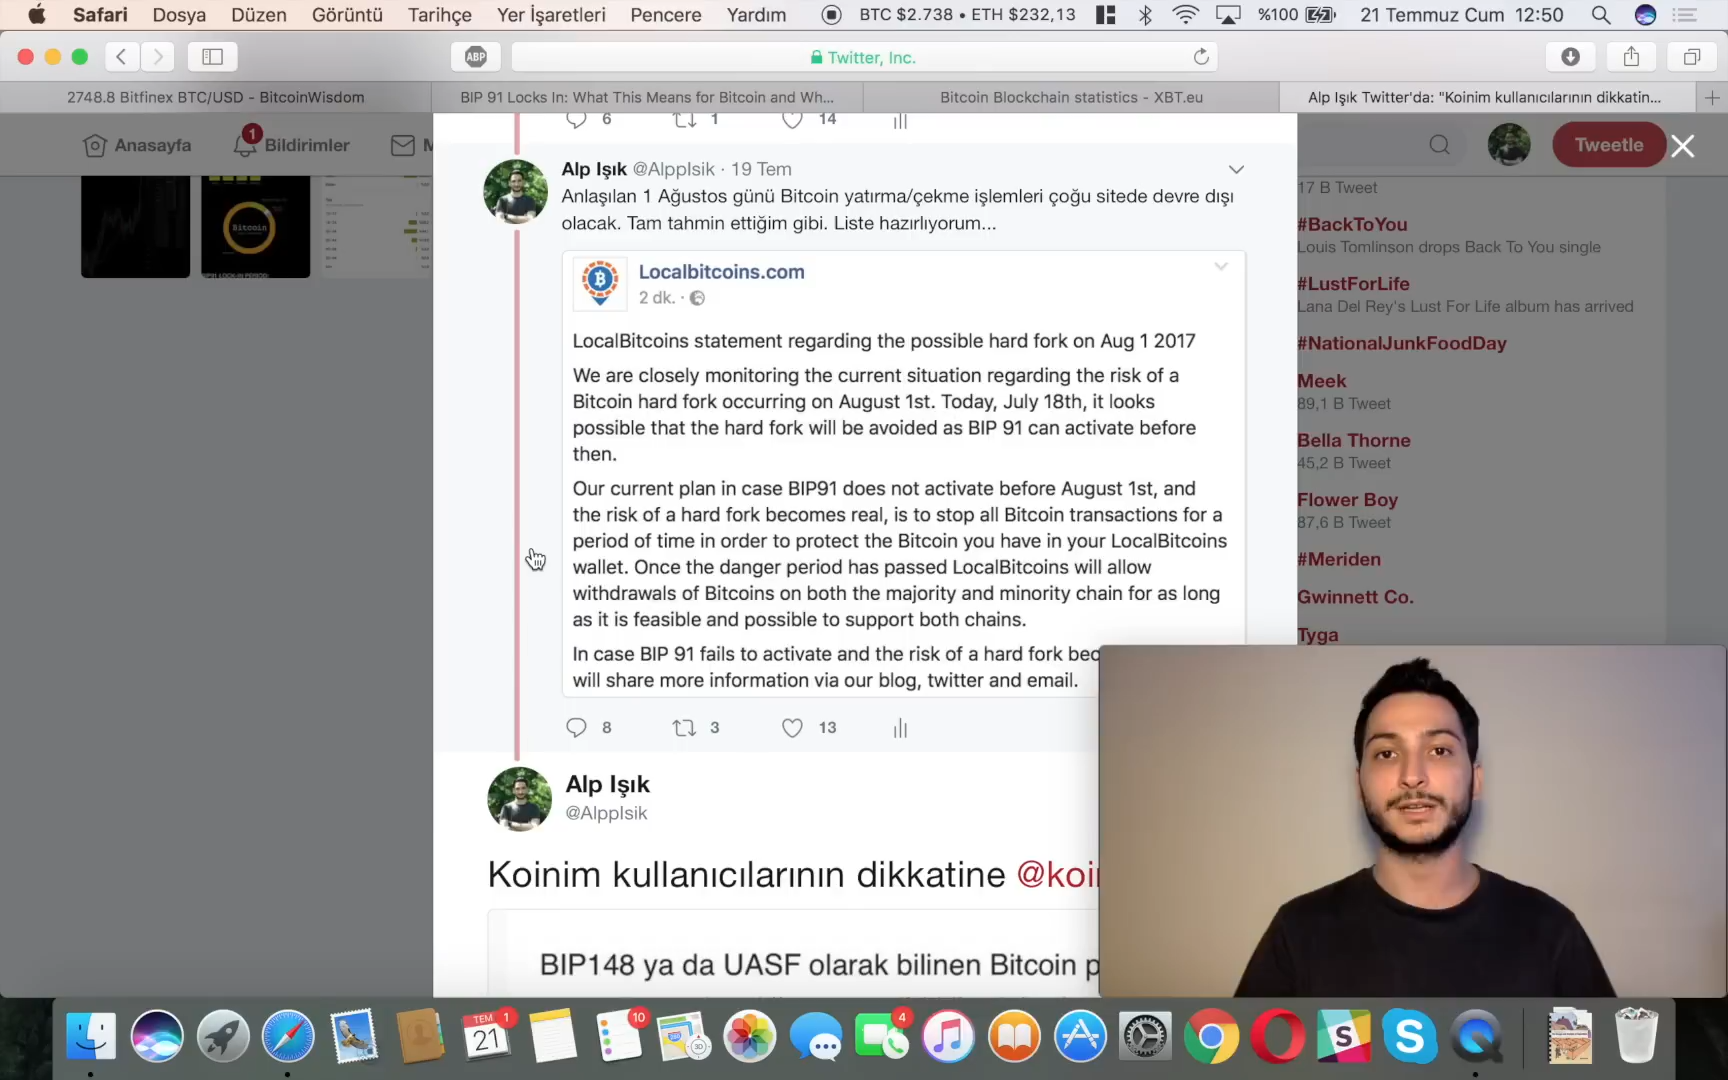 Safari Dosya Düzen Görüntü Tarihçe Yer İşaretleri Pencere Yardım BTC $2.738 • ETH $232,13 %100 21 Temmuz Cum 12:50
ABP Twitter, Inc.
2748.8 Bitfinex BTC/USD - BitcoinWisdom BIP 91 Locks In: What This Means for Bitcoin and Wh... Bitcoin Blockchain statistics - XBT.eu Alp Işık Twitter'da: "Koinim kullanıcılarının dikkatin...
6 1 14
Anasayfa 1 Bildirimler M Tweetle
Bitcoin
Alp Işık @AlppIsik · 19 Tem
Anlaşılan 1 Ağustos günü Bitcoin yatırma/çekme işlemleri çoğu sitede devre dışı
olacak. Tam tahmin ettiğim gibi. Liste hazırlıyorum...
Localbitcoins.com
2 dk. ·
LocalBitcoins statement regarding the possible hard fork on Aug 1 2017
We are closely monitoring the current situation regarding the risk of a
Bitcoin hard fork occurring on August 1st. Today, July 18th, it looks
possible that the hard fork will be avoided as BIP 91 can activate before
then.
Our current plan in case BIP91 does not activate before August 1st, and
the risk of a hard fork becomes real, is to stop all Bitcoin transactions for a
period of time in order to protect the Bitcoin you have in your LocalBitcoins
wallet. Once the danger period has passed LocalBitcoins will allow
withdrawals of Bitcoins on both the majority and minority chain for as long
as it is feasible and possible to support both chains.
In case BIP 91 fails to activate and the risk of a hard fork bec
will share more information via our blog, twitter and email.
8 3 13
Alp Işık
@AlppIsik
Koinim kullanıcılarının dikkatine @koi
BIP148 ya da UASF olarak bilinen Bitcoin p
17 B Tweet
#BackToYou
Louis Tomlinson drops Back To You single
#LustForLife
Lana Del Rey's Lust For Life album has arrived
#NationalJunkFoodDay
Meek
89,1 B Tweet
Bella Thorne
45,2 B Tweet
Flower Boy
87,6 B Tweet
#Meriden
Gwinnett Co.
Tyga
TEM 21 1 10 3D 4